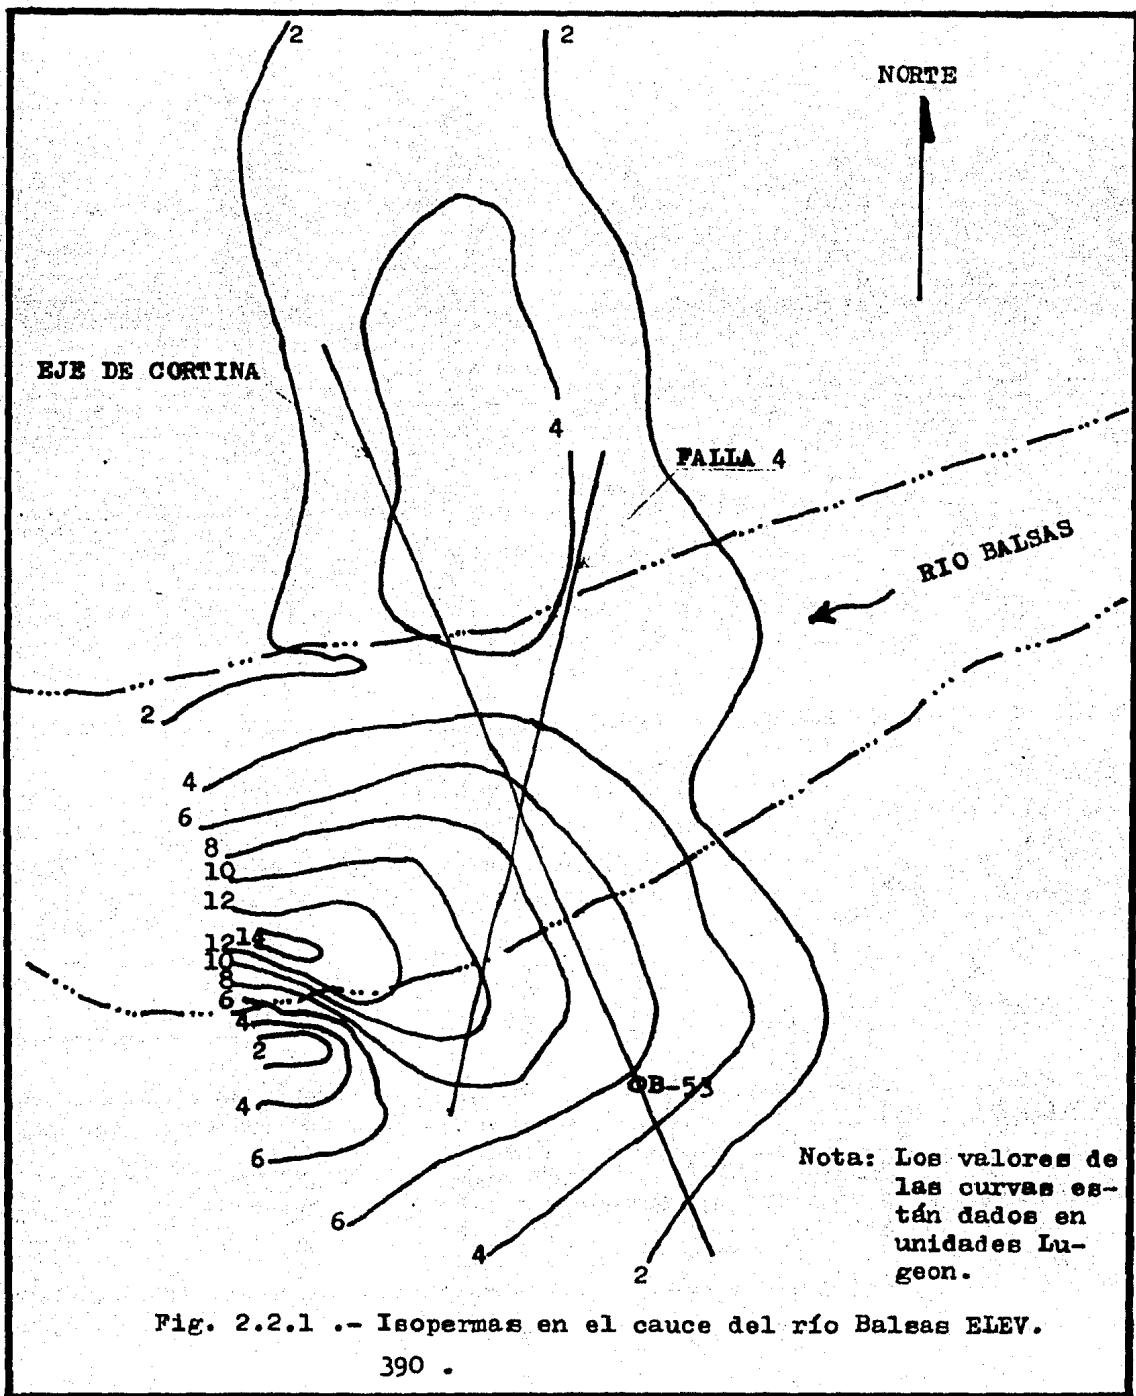 2
2
NORTE
EJE DE CORTINA
4
FALLA 4
RIO BALSAS
2
4
6
8
10
12
14
12
10
8
6
4
2
4
6
6
4
2
B-53
Nota: Los valores de
las curvas es-
tán dados en
unidades Lu-
geon.
Fig. 2.2.1 .- Isopermas en el cauce del río Balsas ELEV.
390 .